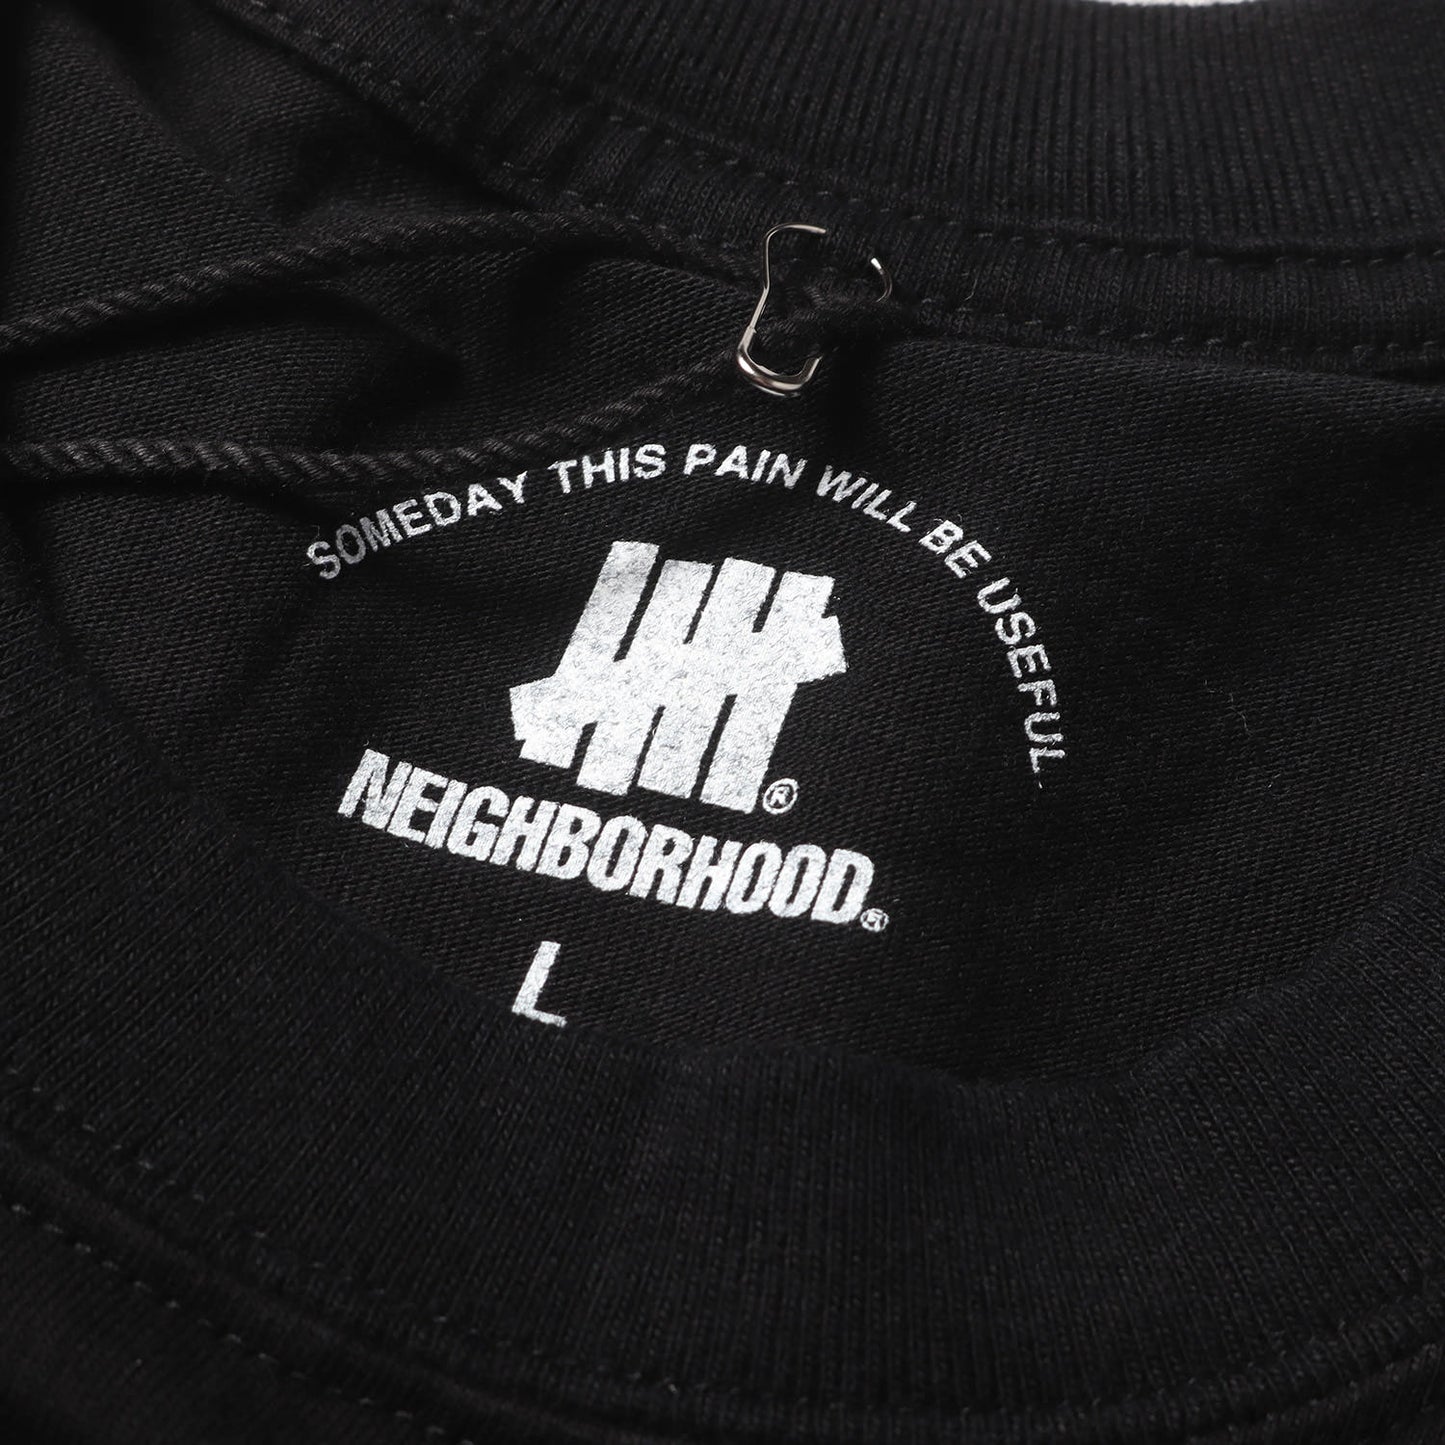 SOMEDAY THIS PAIN WILL BE USEFUL
®
NEIGHBORHOOD®
L